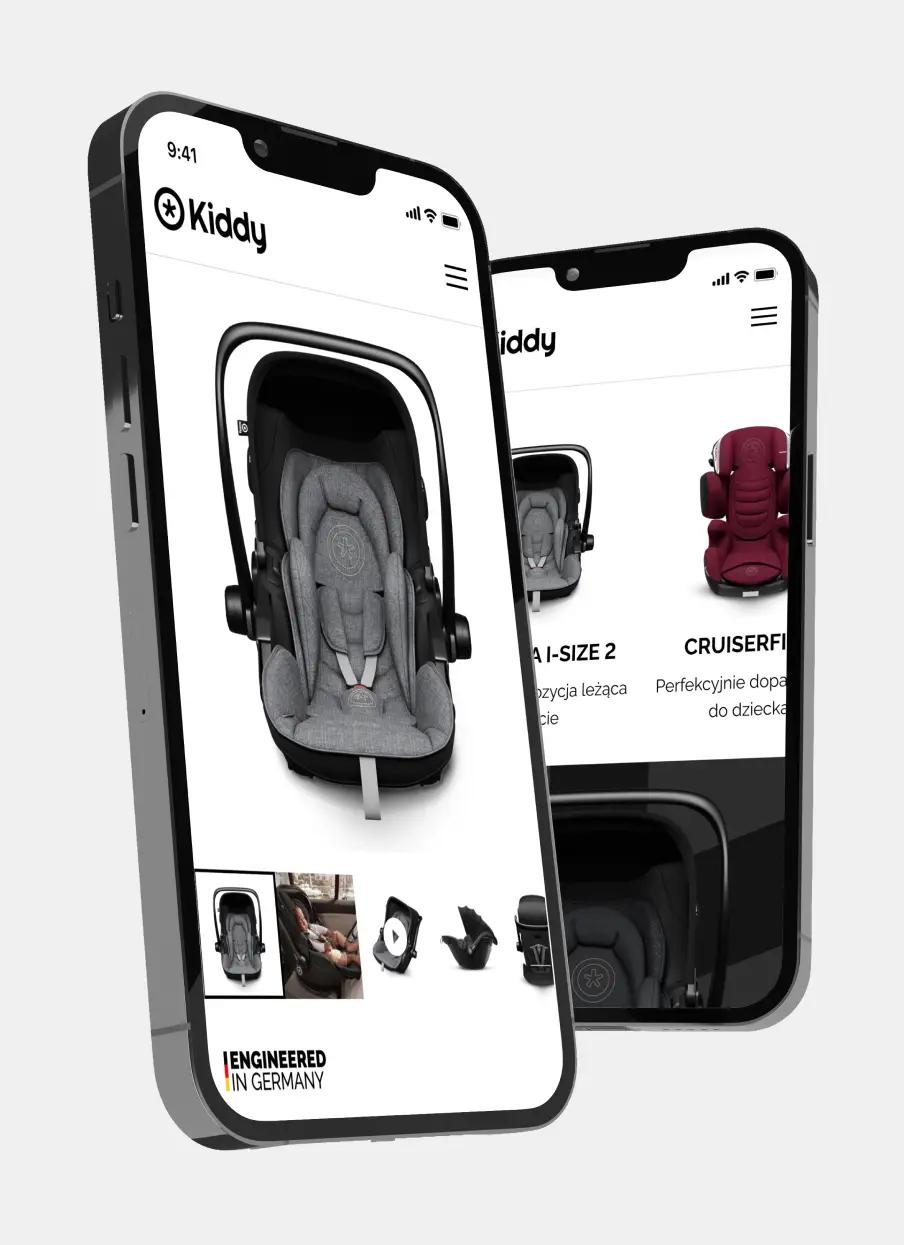 9:41
Kiddy
ENGINEERED
IN GERMANY
iddy
A I-SIZE 2
ozycja leżąca
cie
CRUISERFI
Perfekcyjnie dopa
do dziecka